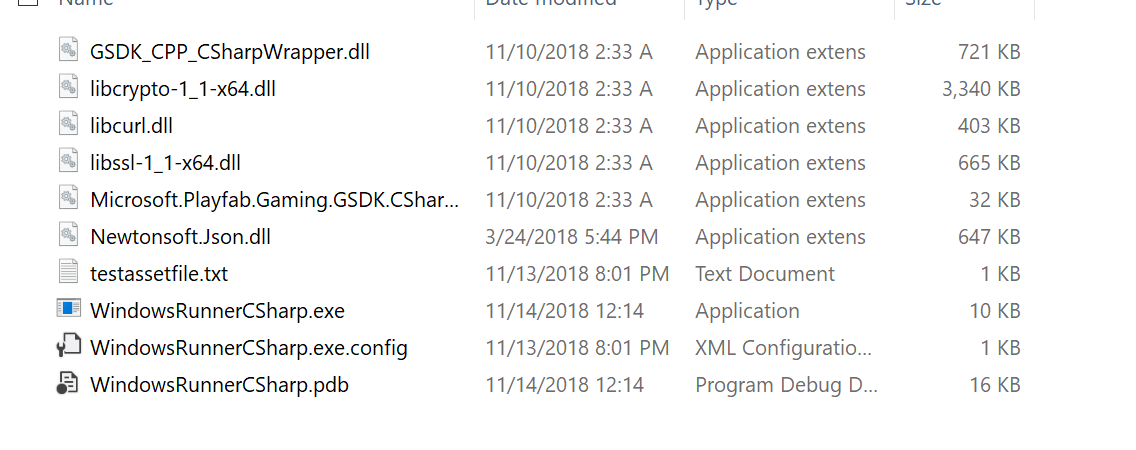 Name Date modified Type Size
GSDK_CPP_CSharpWrapper.dll 11/10/2018 2:33 A Application extens 721 KB
libcrypto-1_1-x64.dll 11/10/2018 2:33 A Application extens 3,340 KB
libcurl.dll 11/10/2018 2:33 A Application extens 403 KB
libssl-1_1-x64.dll 11/10/2018 2:33 A Application extens 665 KB
Microsoft.Playfab.Gaming.GSDK.CShar... 11/10/2018 2:33 A Application extens 32 KB
Newtonsoft.Json.dll 3/24/2018 5:44 PM Application extens 647 KB
testassetfile.txt 11/13/2018 8:01 PM Text Document 1 KB
WindowsRunnerCSharp.exe 11/14/2018 12:14 Application 10 KB
WindowsRunnerCSharp.exe.config 11/13/2018 8:01 PM XML Configuratio... 1 KB
WindowsRunnerCSharp.pdb 11/14/2018 12:14 Program Debug D... 16 KB